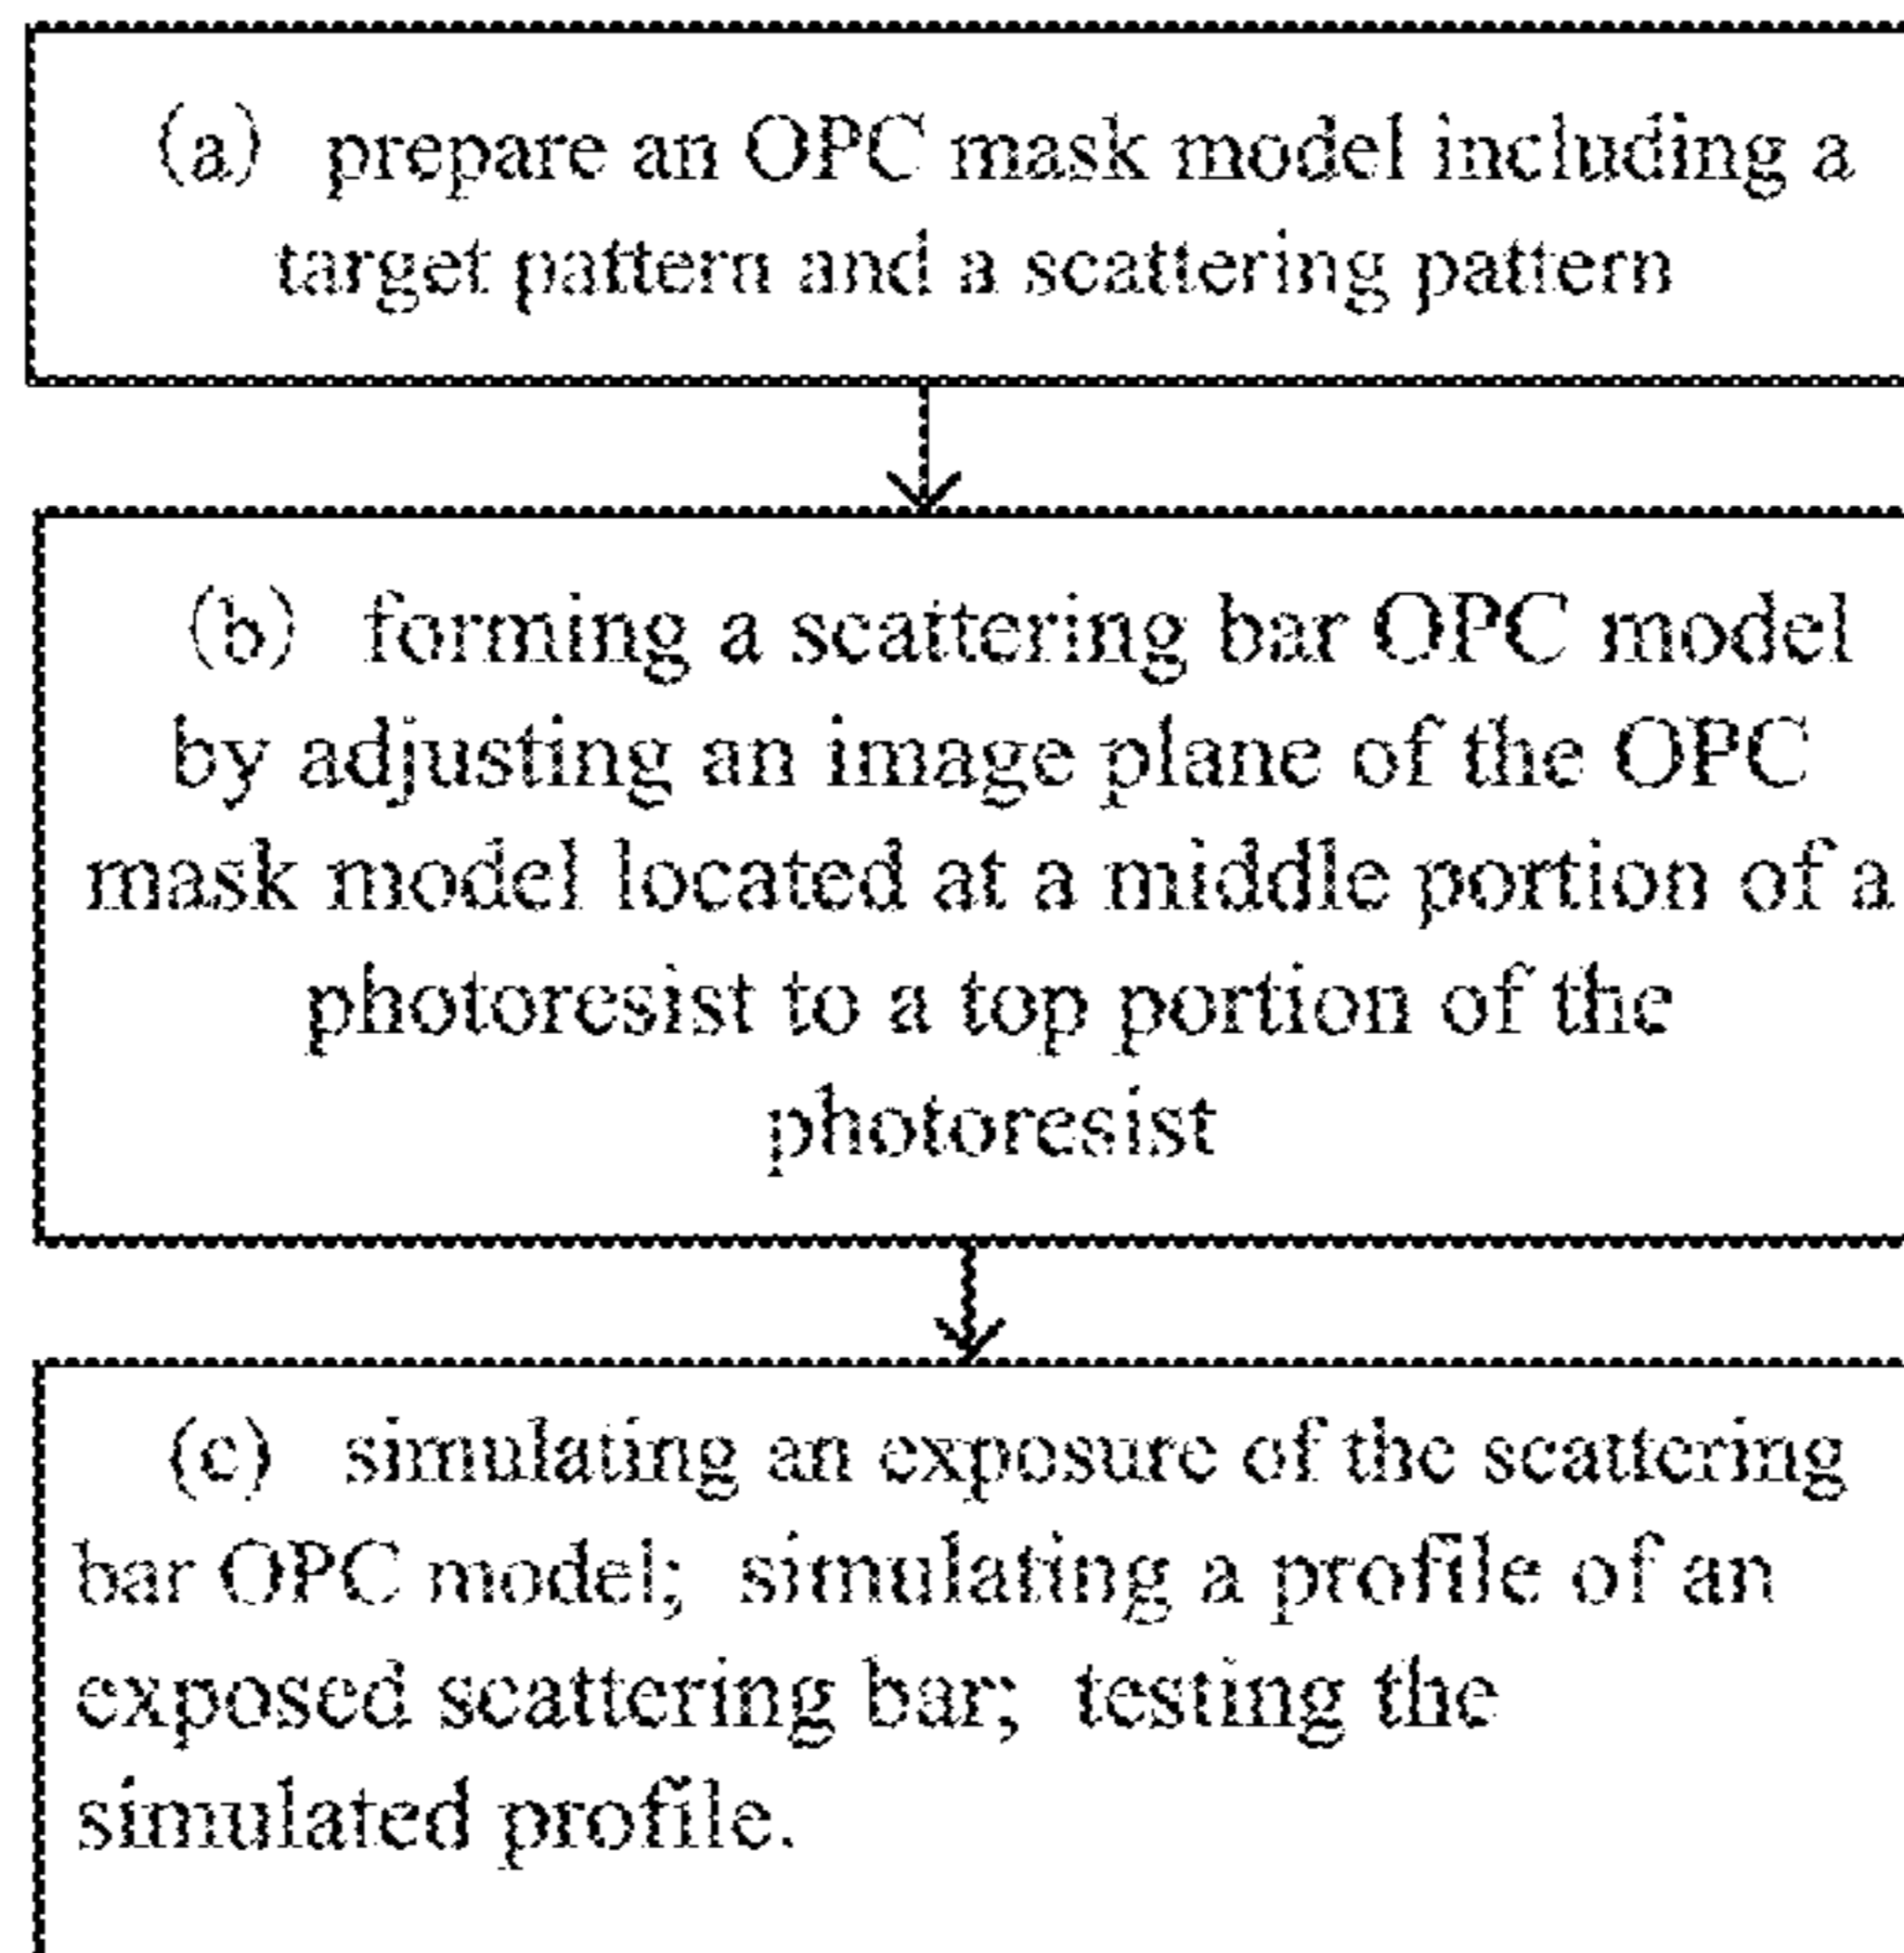 (a) prepare an OPC mask model including a
target pattern and a scattering pattern
(b) forming a scattering bar OPC model
by adjusting an image plane of the OPC
mask model located at a middle portion of a
photoresist to a top portion of the
photoresist
(c) simulating an exposure of the scattering
bar OPC model; simulating a profile of an
exposed scattering bar; testing the
simulated profile.